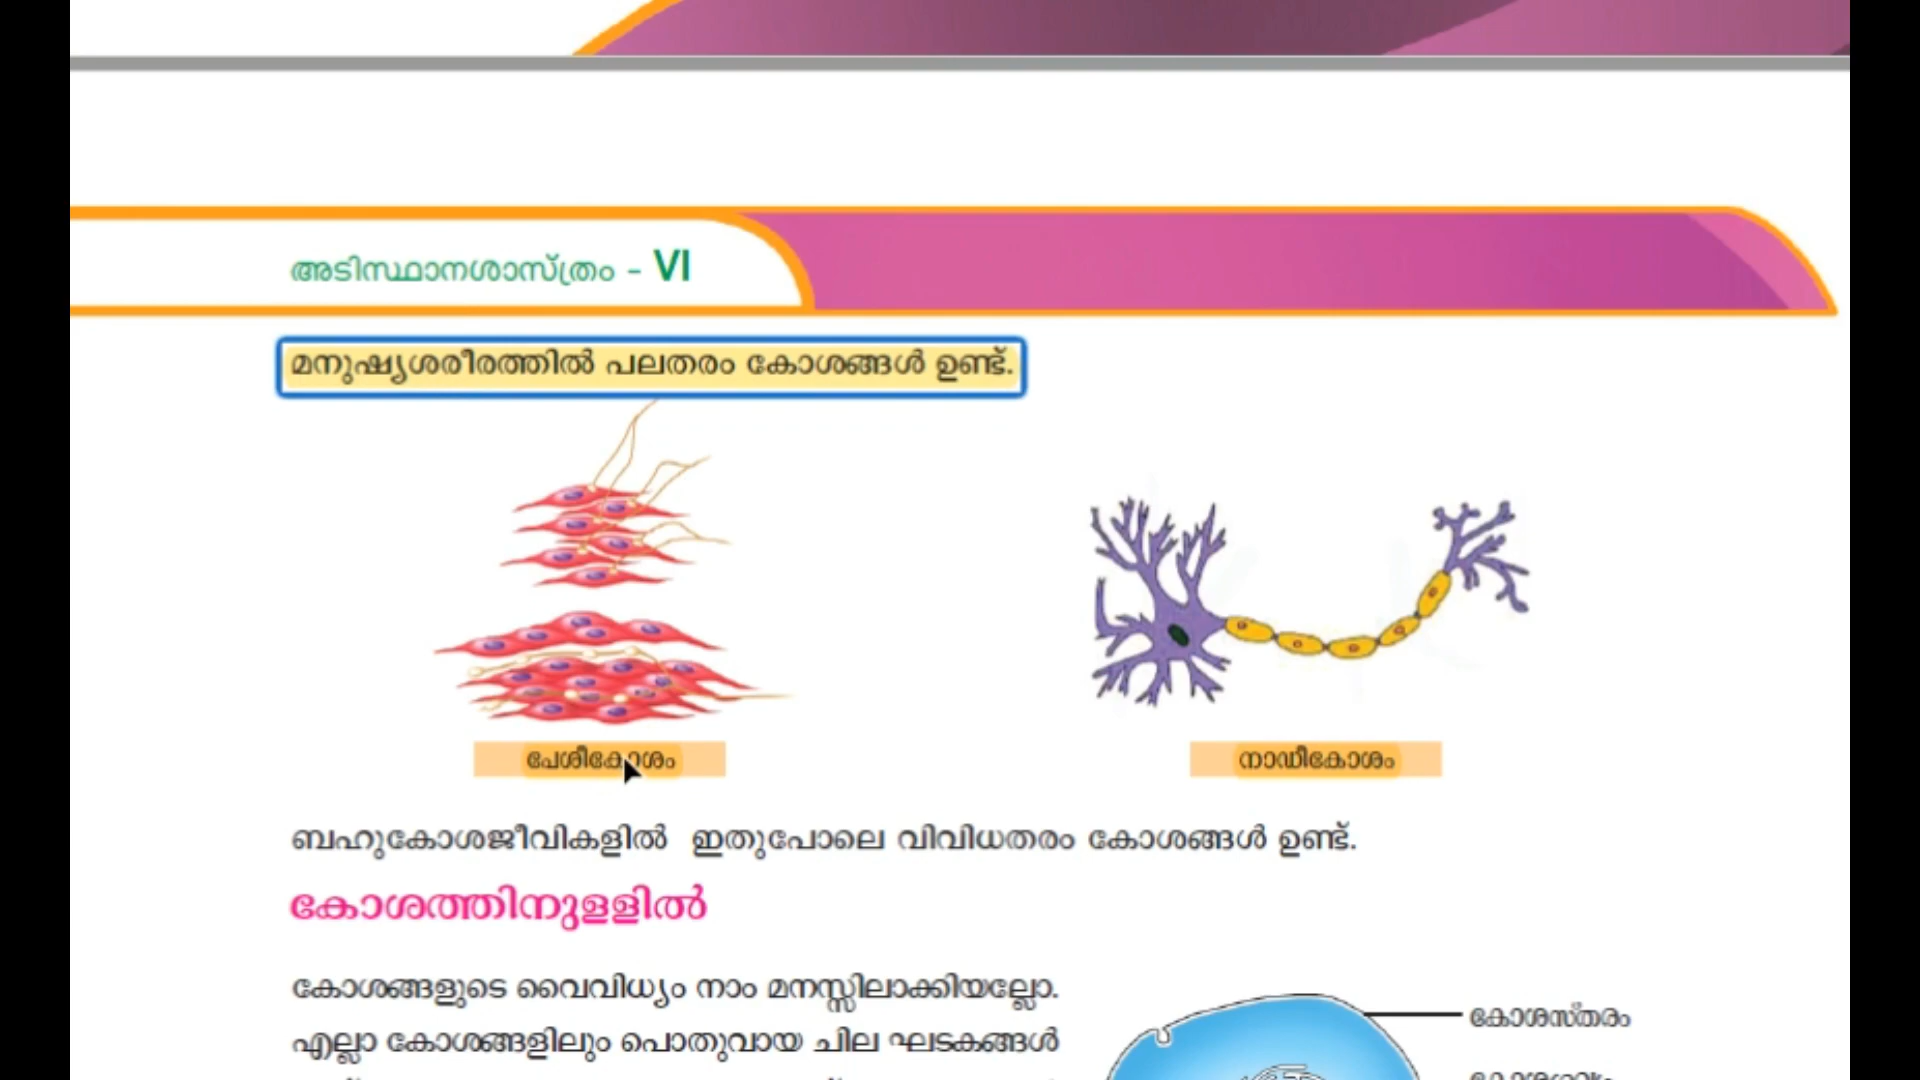 അടിസ്ഥാനശാസ്ത്രം - VI
മനുഷ്യശരീരത്തിൽ പലതരം കോശങ്ങൾ ഉണ്ട്.
പേശീകോശം
നാഡീകോശം
ബഹുകോശജീവികളിൽ ഇതുപോലെ വിവിധതരം കോശങ്ങൾ ഉണ്ട്.
കോശത്തിനുള്ളിൽ
കോശങ്ങളുടെ വൈവിധ്യം നാം മനസ്സിലാക്കിയല്ലോ.
എല്ലാ കോശങ്ങളിലും പൊതുവായ ചില ഘടകങ്ങൾ
കോശസ്തരം